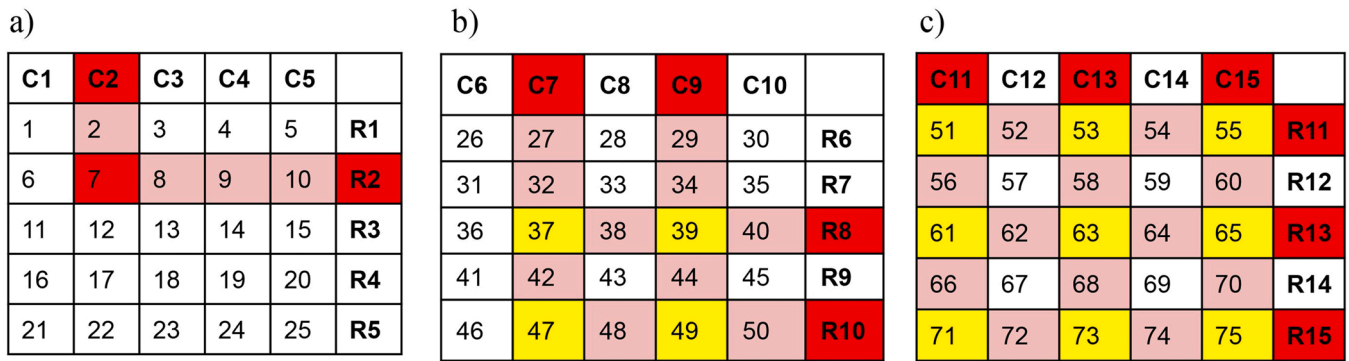 a)
C1 C2 C3 C4 C5
1 2 3 4 5 R1
6 7 8 9 10 R2
11 12 13 14 15 R3
16 17 18 19 20 R4
21 22 23 24 25 R5
b)
C6 C7 C8 C9 C10
26 27 28 29 30 R6
31 32 33 34 35 R7
36 37 38 39 40 R8
41 42 43 44 45 R9
46 47 48 49 50 R10
c)
C11 C12 C13 C14 C15
51 52 53 54 55 R11
56 57 58 59 60 R12
61 62 63 64 65 R13
66 67 68 69 70 R14
71 72 73 74 75 R15